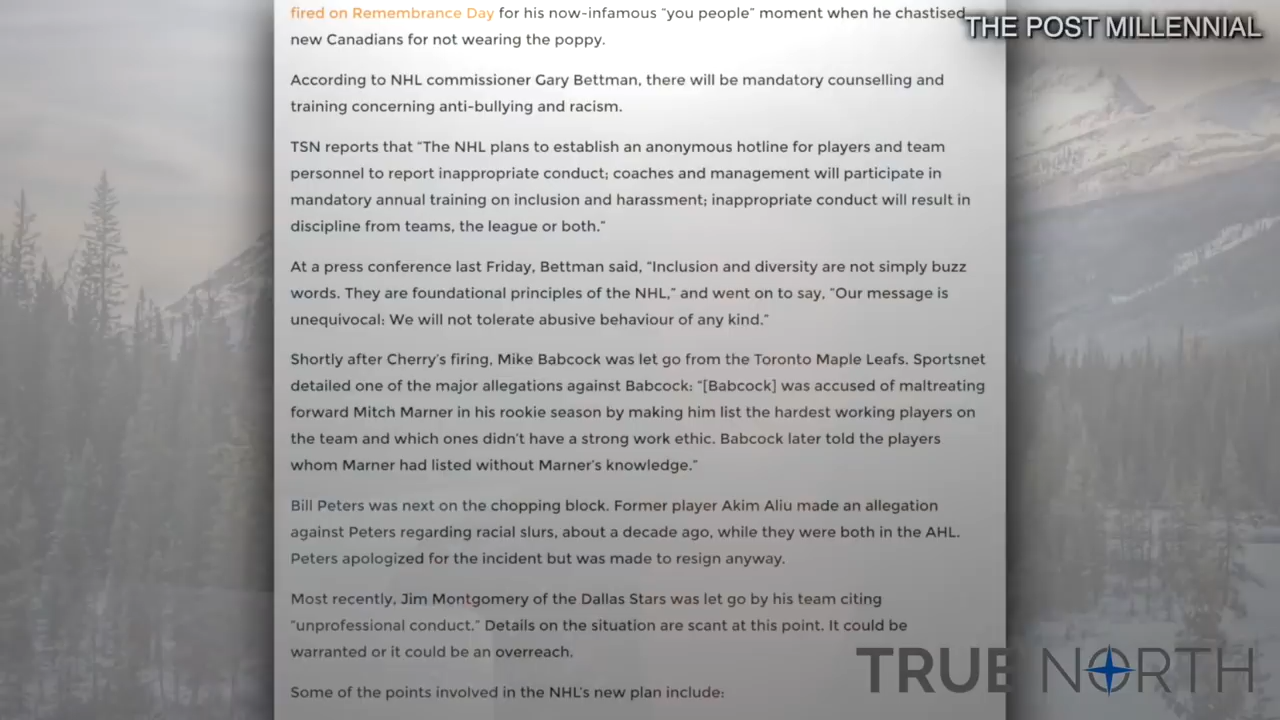 fired on Remembrance Day for his now-infamous “you people” moment when he chastised
THE POST MILLENNIAL
new Canadians for not wearing the poppy.
According to NHL commissioner Gary Bettman, there will be mandatory counselling and
training concerning anti-bullying and racism.
TSN reports that “The NHL plans to establish an anonymous hotline for players and team
personnel to report inappropriate conduct; coaches and management will participate in
mandatory annual training on inclusion and harassment; inappropriate conduct will result in
discipline from teams, the league or both.”
At a press conference last Friday, Bettman said, “Inclusion and diversity are not simply buzz
words. They are foundational principles of the NHL,” and went on to say, “Our message is
unequivocal: We will not tolerate abusive behaviour of any kind.”
Shortly after Cherry’s firing, Mike Babcock was let go from the Toronto Maple Leafs. Sportsnet
detailed one of the major allegations against Babcock: “[Babcock] was accused of maltreating
forward Mitch Marner in his rookie season by making him list the hardest working players on
the team and which ones didn’t have a strong work ethic. Babcock later told the players
whom Marner had listed without Marner’s knowledge.”
Bill Peters was next on the chopping block. Former player Akim Aliu made an allegation
against Peters regarding racial slurs, about a decade ago, while they were both in the AHL.
Peters apologized for the incident but was made to resign anyway.
Most recently, Jim Montgomery of the Dallas Stars was let go by his team citing
“unprofessional conduct.” Details on the situation are scant at this point. It could be
warranted or it could be an overreach.
TRUE NORTH
Some of the points involved in the NHL’s new plan include: